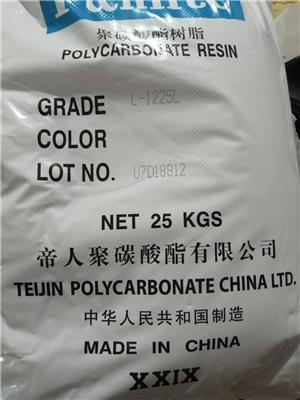 聚碳酸酯树脂
POLYCARBONATE RESIN
GRADE L-1225L
COLOR
LOT NO. U7D18812
NET 25 KGS
帝人聚碳酸酯有限公司
TEIJIN POLYCARBONATE CHINA LTD.
中华人民共和国制造
MADE IN CHINA
XXIX